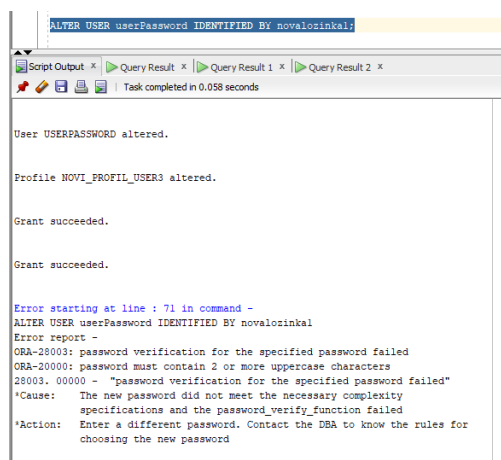 ALTER USER userPassword IDENTIFIED BY novalozinka1;
Script Output x Query Result x Query Result 1 x Query Result 2 x
Task completed in 0.058 seconds
User USERPASSWORD altered.
Profile NOVI_PROFIL_USER3 altered.
Grant succeeded.
Grant succeeded.
Error starting at line : 71 in command -
ALTER USER userPassword IDENTIFIED BY novalozinka1
Error report -
ORA-28003: password verification for the specified password failed
ORA-20000: password must contain 2 or more uppercase characters
28003. 00000 - "password verification for the specified password failed"
*Cause: The new password did not meet the necessary complexity
specifications and the password_verify_function failed
*Action: Enter a different password. Contact the DBA to know the rules for
choosing the new password